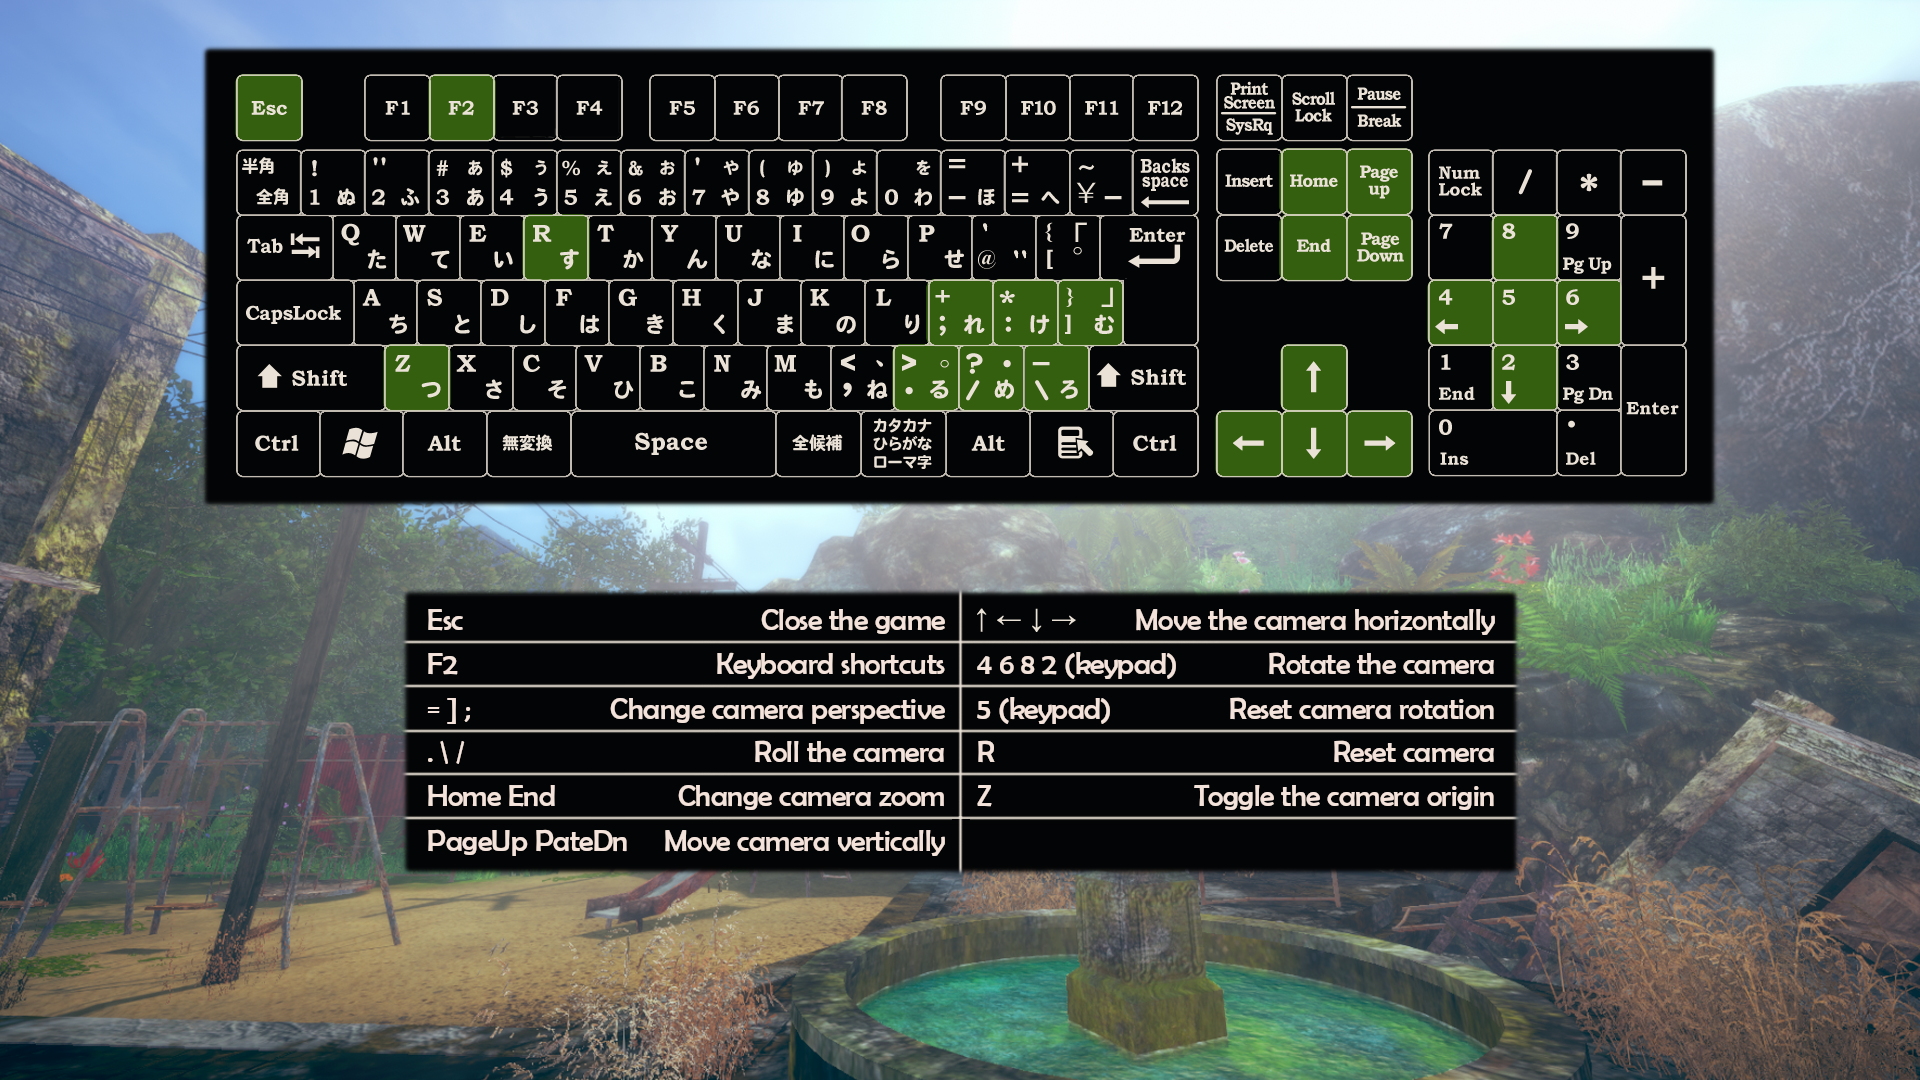 Esc F1 F2 F3 F4 F5 F6 F7 F8 F9 F10 F11 F12 Print Screen SysRq Scroll Lock Pause Break
半角 全角 ! 1 ぬ " 2 ふ # あ 3 あ $ う 4 う % え 5 え & お 6 お ' や 7 や ( ゆ 8 ゆ ) よ 9 よ を 0 わ = − ほ + = へ ~ ¥ − Backs space Insert Home Page up Num Lock / * −
Tab Q た W て E い R す T か Y ん U な I に O ら P せ ' @ " { 「 [ ° Enter Delete End Page Down 7 8 9 Pg Up +
CapsLock A ち S と D し F は G き H く J ま K の L り + ; れ * : け } 」 ] む 4 ← 5 6 →
Shift Z つ X さ C そ V ひ B こ N み M も < 、 , ね > 。 . る ? ・ / め − \ ろ Shift ↑ 1 End 2 ↓ 3 Pg Dn Enter
Ctrl Alt 無変換 Space 全候補 カタカナ ひらがな ローマ字 Alt Ctrl ← ↓ → 0 Ins . Del
Esc Close the game ↑ ← ↓ → Move the camera horizontally
F2 Keyboard shortcuts 4 6 8 2 (keypad) Rotate the camera
= ] ; Change camera perspective 5 (keypad) Reset camera rotation
. \ / Roll the camera R Reset camera
Home End Change camera zoom Z Toggle the camera origin
PageUp PateDn Move camera vertically